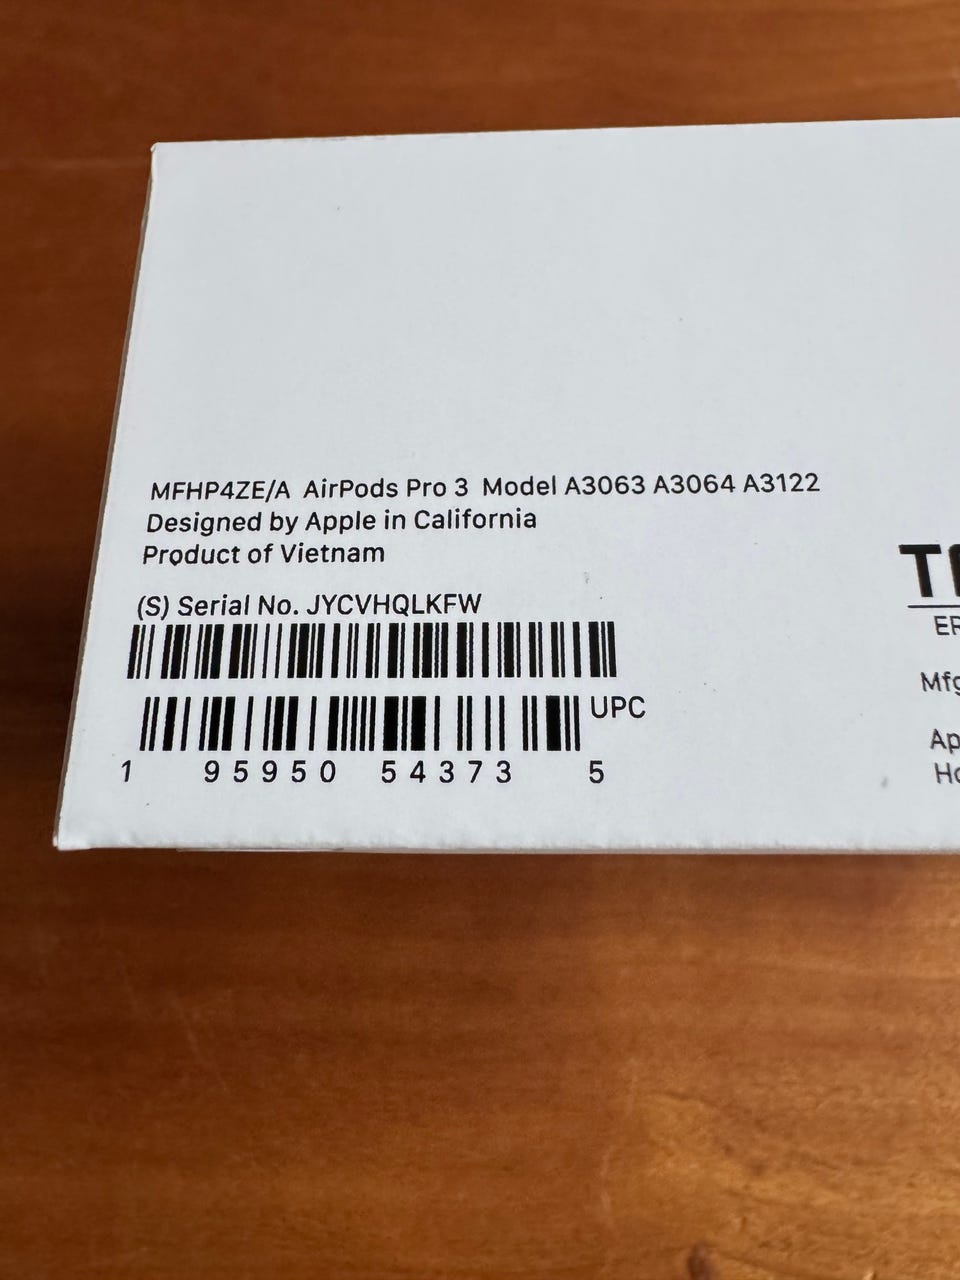 MFHP4ZE/A AirPods Pro 3 Model A3063 A3064 A3122
Designed by Apple in California
Product of Vietnam
(S) Serial No. JYCVHQLKFW
UPC
1 95950 54373 5